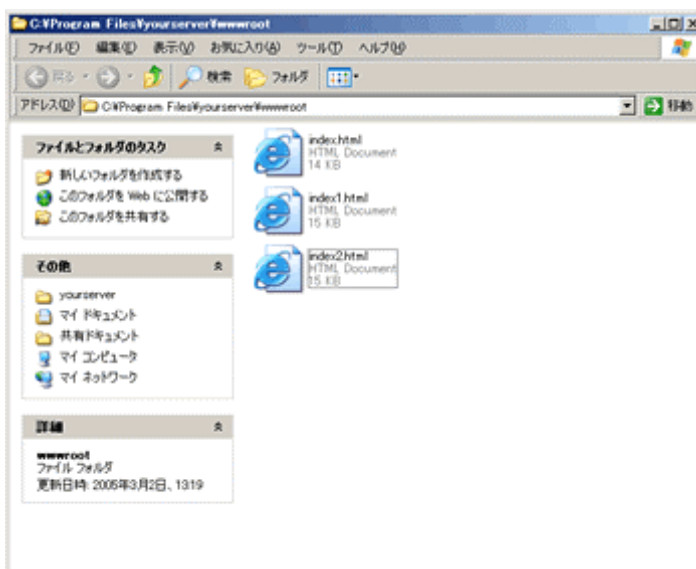 C:¥Program Files¥yourserver¥wwwroot
ファイル(F) 編集(E) 表示(V) お気に入り(A) ツール(T) ヘルプ(H)
戻る 検索 フォルダ
アドレス(D) C:¥Program Files¥yourserver¥wwwroot 移動
ファイルとフォルダのタスク
新しいフォルダを作成する
このフォルダを Web に公開する
このフォルダを共有する
その他
yourserver
マイ ドキュメント
共有ドキュメント
マイ コンピュータ
マイ ネットワーク
詳細
wwwroot
ファイル フォルダ
更新日時: 2005年3月2日、13:19
index.html
HTML Document
14 KB
index1.html
HTML Document
15 KB
index2.html
HTML Document
15 KB